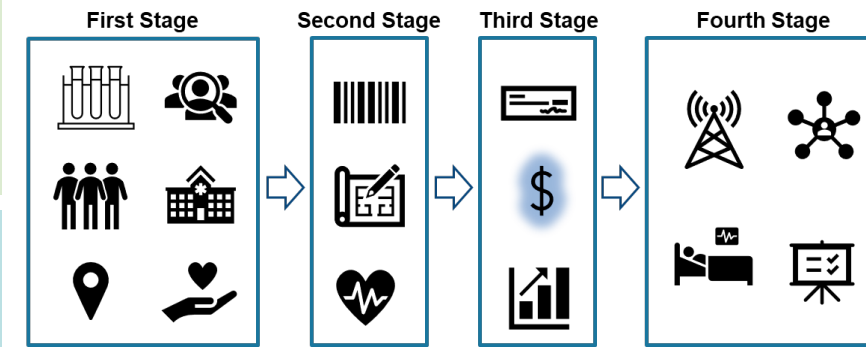 First Stage
Second Stage
Third Stage
Fourth Stage
$